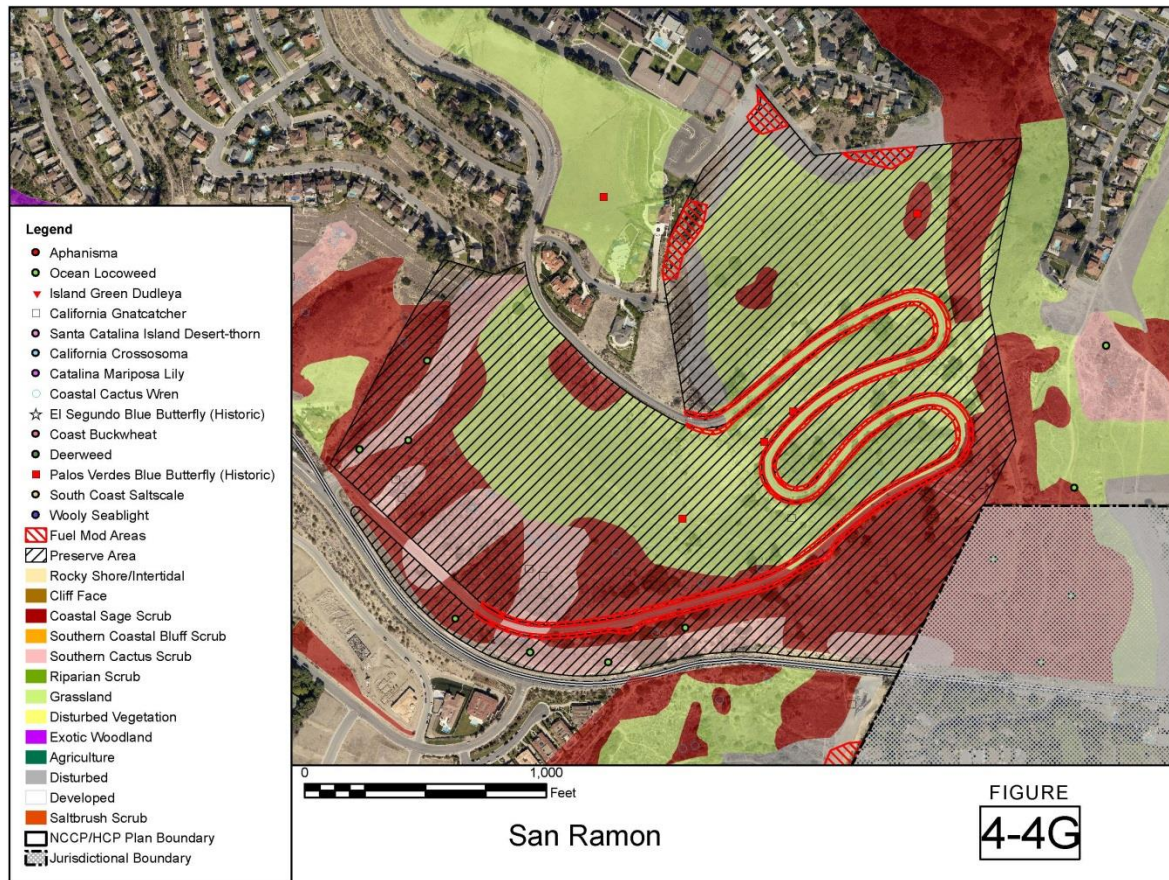 Legend
Aphanisma
Ocean Locoweed
Island Green Dudleya
California Gnatcatcher
Santa Catalina Island Desert-thorn
California Crossosoma
Catalina Mariposa Lily
Coastal Cactus Wren
El Segundo Blue Butterfly (Historic)
Coast Buckwheat
Deerweed
Palos Verdes Blue Butterfly (Historic)
South Coast Saltscale
Wooly Seablight
Fuel Mod Areas
Preserve Area
Rocky Shore/Intertidal
Cliff Face
Coastal Sage Scrub
Southern Coastal Bluff Scrub
Southern Cactus Scrub
Riparian Scrub
Grassland
Disturbed Vegetation
Exotic Woodland
Agriculture
Disturbed
Developed
Saltbrush Scrub
NCCP/HCP Plan Boundary
Jurisdictional Boundary
0 1,000
Feet
San Ramon
FIGURE
4-4G